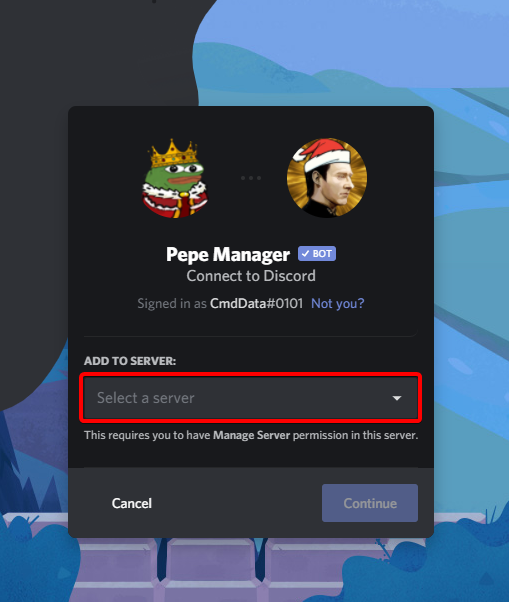 Pepe Manager BOT
Connect to Discord
Signed in as CmdData#0101 Not you?
ADD TO SERVER:
Select a server
This requires you to have Manage Server permission in this server.
Cancel
Continue